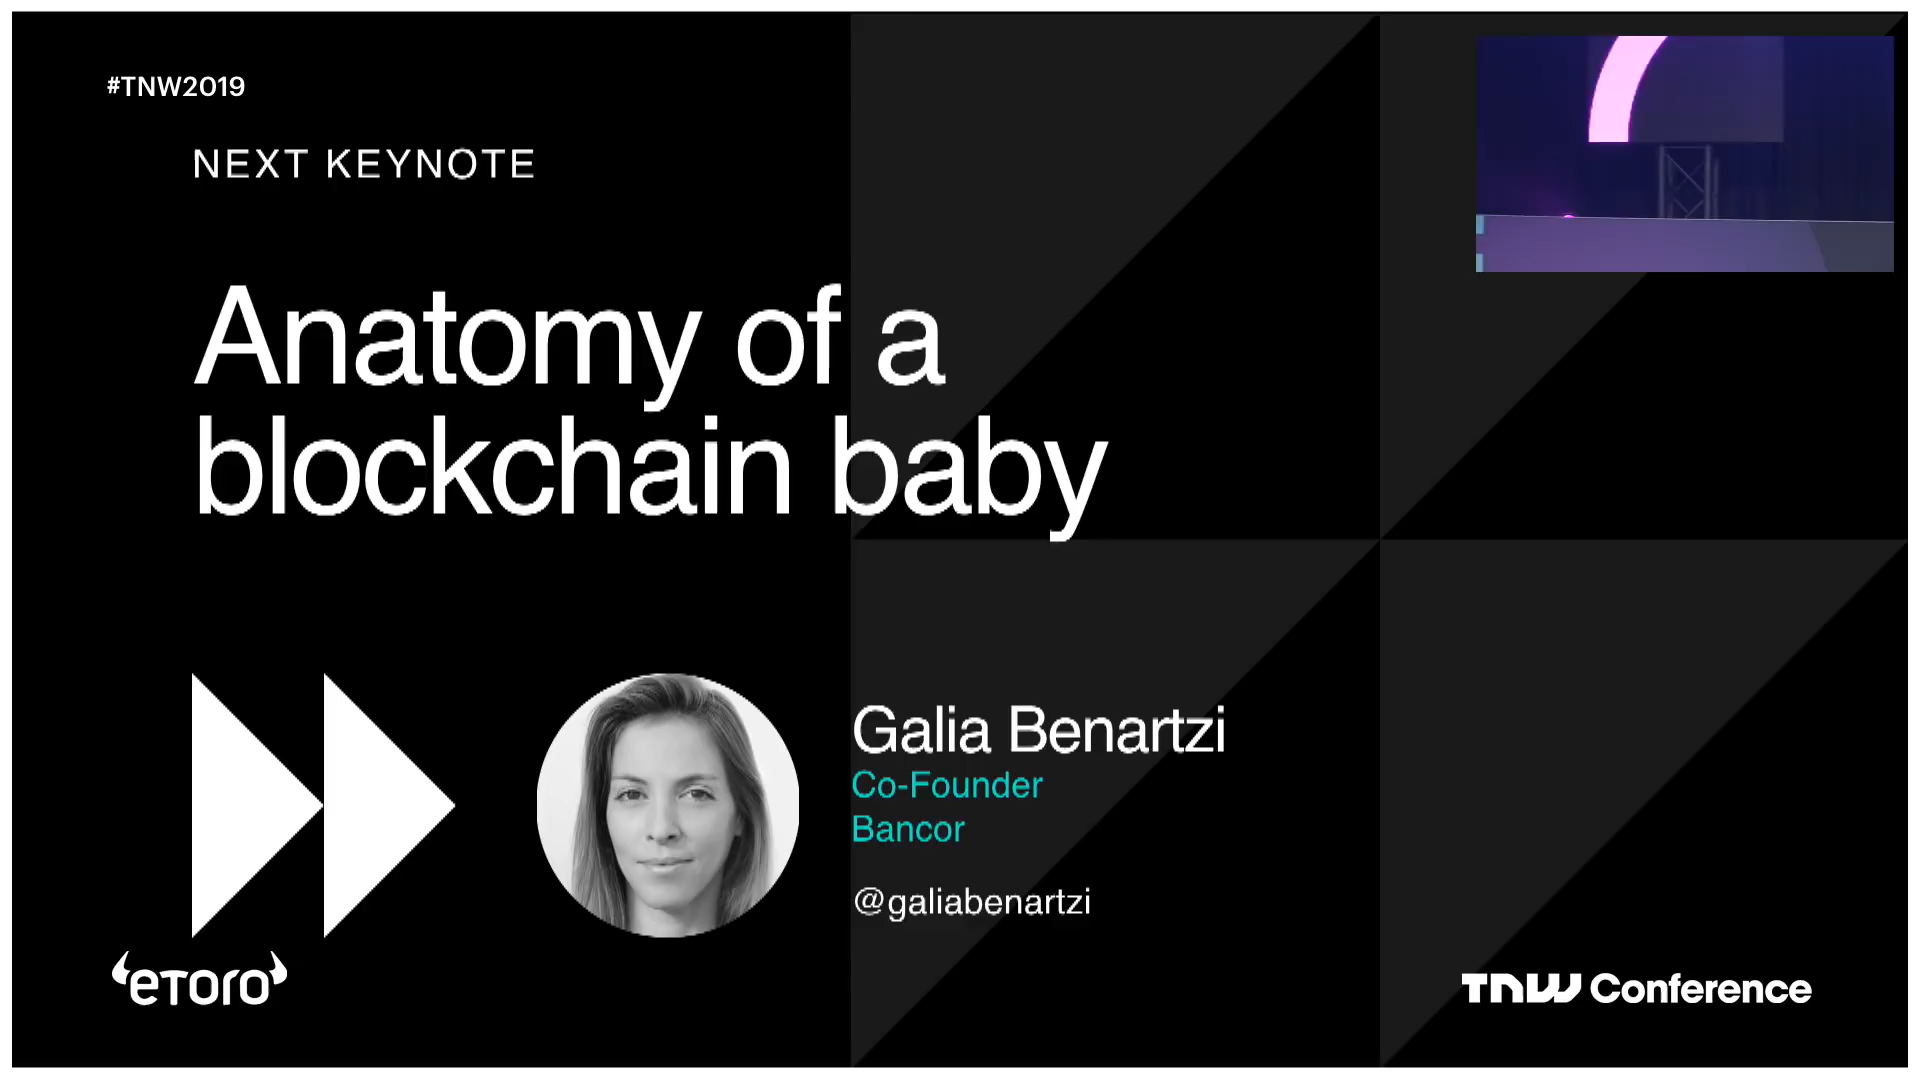 #TNW2019
NEXT KEYNOTE
Anatomy of a
blockchain baby
Galia Benartzi
Co-Founder
Bancor
@galiabenartzi
eToro
TNW Conference